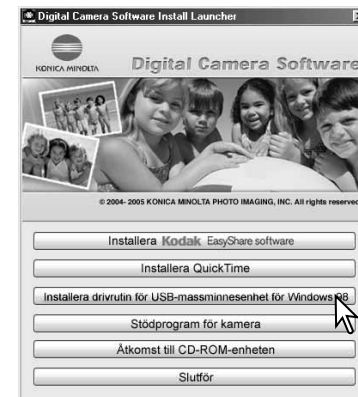 Digital Camera Software Install Launcher
KONICA MINOLTA
Digital Camera Software
© 2004- 2005 KONICA MINOLTA PHOTO IMAGING, INC. All rights reserved
Installera Kodak EasyShare software
Installera QuickTime
Installera drivrutin för USB-massminnesenhet för Windows 98
Stödprogram för kamera
Åtkomst till CD-ROM-enheten
Slutför